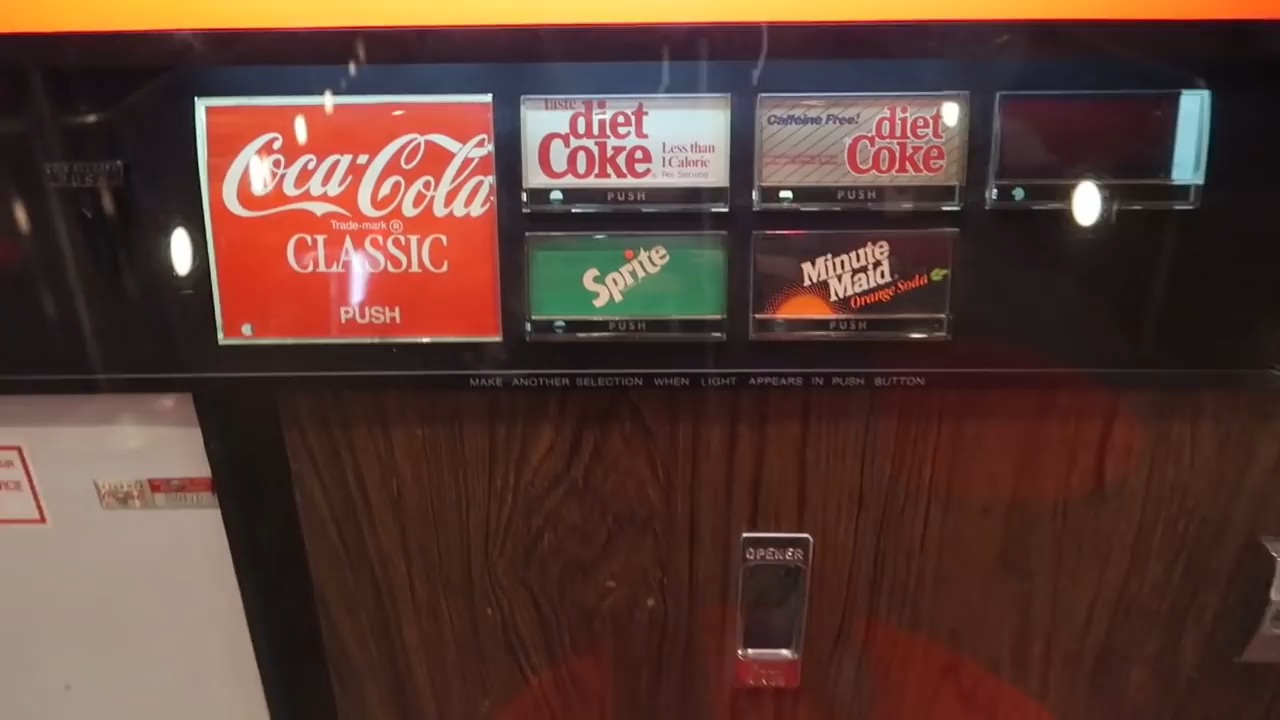 Coca-Cola
Trade-mark ®
CLASSIC
PUSH
taste
diet
Coke
Less than
1 Calorie
Per Serving
PUSH
Caffeine Free!
diet
Coke
PUSH
Sprite
PUSH
Minute
Maid
Orange Soda
PUSH
MAKE ANOTHER SELECTION WHEN LIGHT APPEARS IN PUSH BUTTON
OPENER